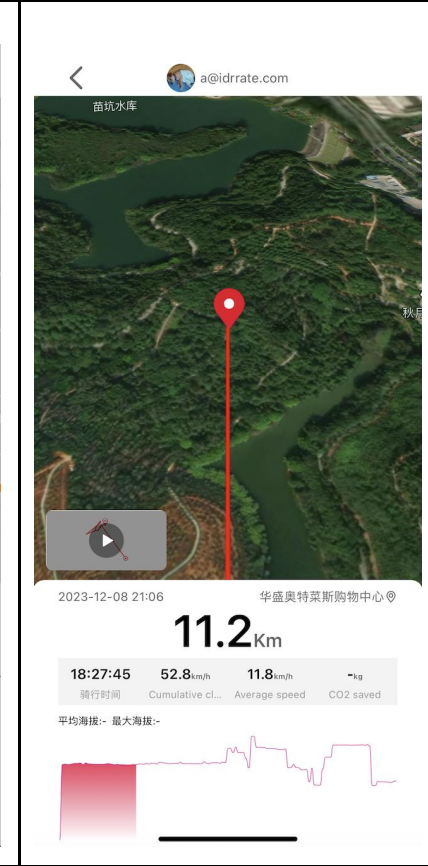 a@idrrate.com
苗坑水库
2023-12-08 21:06
华盛奥特莱斯购物中心
11.2Km
18:27:45 52.8km/h 11.8km/h -kg
骑行时间 Cumulative cl... Average speed CO2 saved
平均海拔:- 最大海拔:-